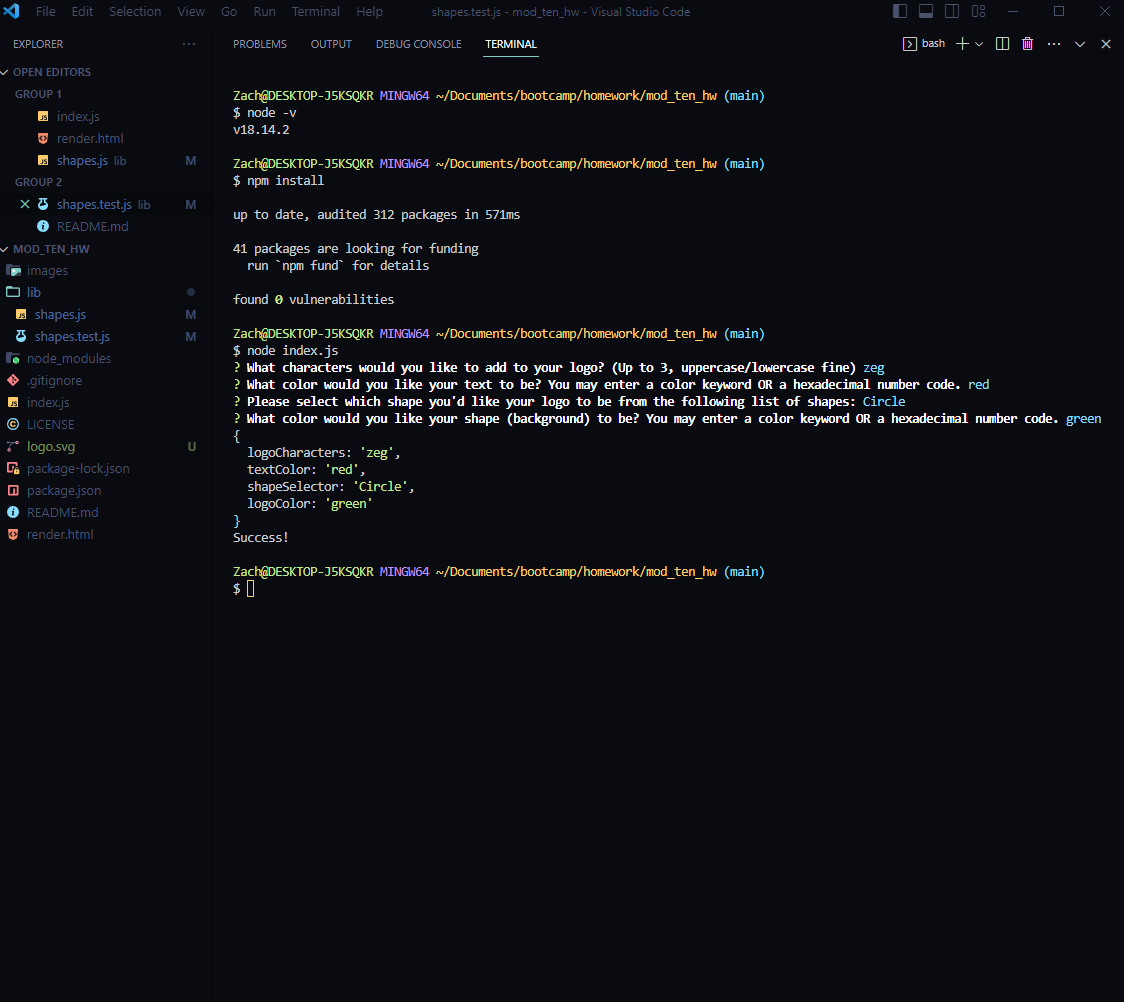 File Edit Selection View Go Run Terminal Help shapes.test.js - mod_ten_hw - Visual Studio Code
EXPLORER
OPEN EDITORS
GROUP 1
index.js
render.html
shapes.js lib M
GROUP 2
shapes.test.js lib M
README.md
MOD_TEN_HW
images
lib
shapes.js M
shapes.test.js M
node_modules
.gitignore
index.js
LICENSE
logo.svg U
package-lock.json
package.json
README.md
render.html
PROBLEMS OUTPUT DEBUG CONSOLE TERMINAL bash
Zach@DESKTOP-J5KSQKR MINGW64 ~/Documents/bootcamp/homework/mod_ten_hw (main)
$ node -v
v18.14.2
Zach@DESKTOP-J5KSQKR MINGW64 ~/Documents/bootcamp/homework/mod_ten_hw (main)
$ npm install
up to date, audited 312 packages in 571ms
41 packages are looking for funding
run `npm fund` for details
found 0 vulnerabilities
Zach@DESKTOP-J5KSQKR MINGW64 ~/Documents/bootcamp/homework/mod_ten_hw (main)
$ node index.js
? What characters would you like to add to your logo? (Up to 3, uppercase/lowercase fine) zeg
? What color would you like your text to be? You may enter a color keyword OR a hexadecimal number code. red
? Please select which shape you'd like your logo to be from the following list of shapes: Circle
? What color would you like your shape (background) to be? You may enter a color keyword OR a hexadecimal number code. green
{
logoCharacters: 'zeg',
textColor: 'red',
shapeSelector: 'Circle',
logoColor: 'green'
}
Success!
Zach@DESKTOP-J5KSQKR MINGW64 ~/Documents/bootcamp/homework/mod_ten_hw (main)
$